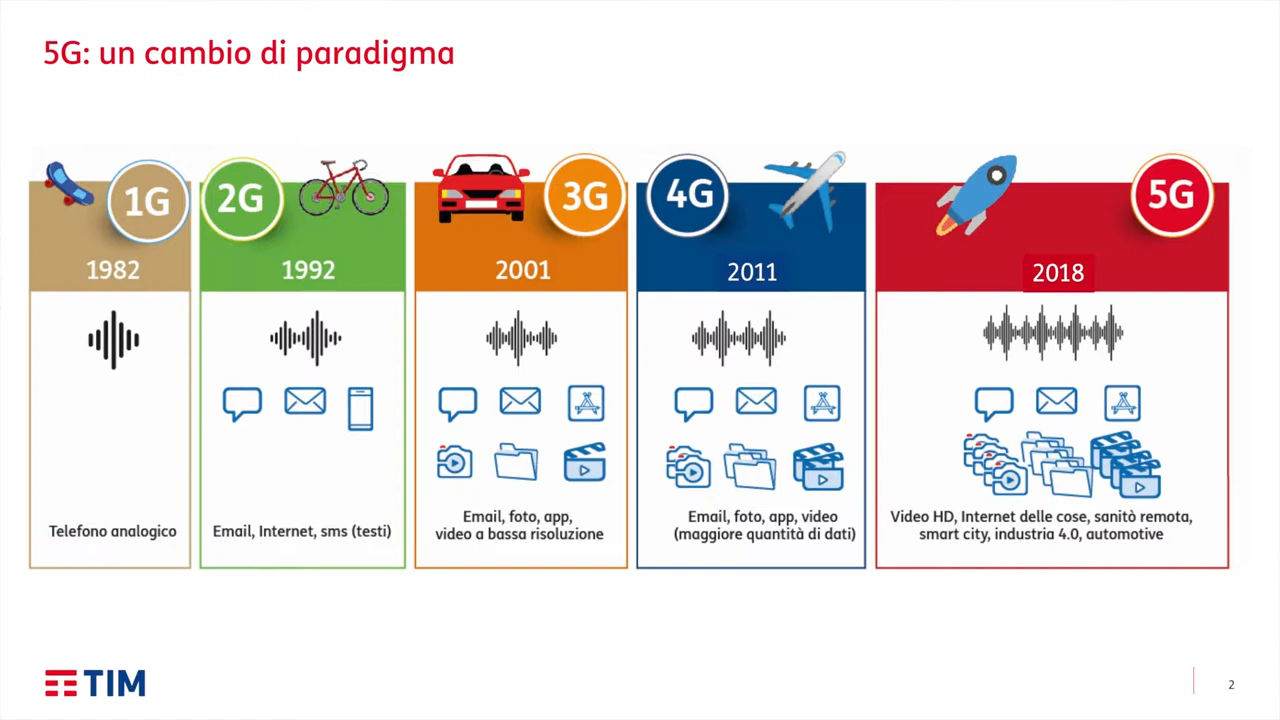 5G: un cambio di paradigma
1G
2G
3G
4G
5G
1982
1992
2001
2011
2018
Telefono analogico
Email, Internet, sms (testi)
Email, foto, app,
video a bassa risoluzione
Email, foto, app, video
(maggiore quantità di dati)
Video HD, Internet delle cose, sanitò remota,
smart city, industria 4.0, automotive
TIM
2